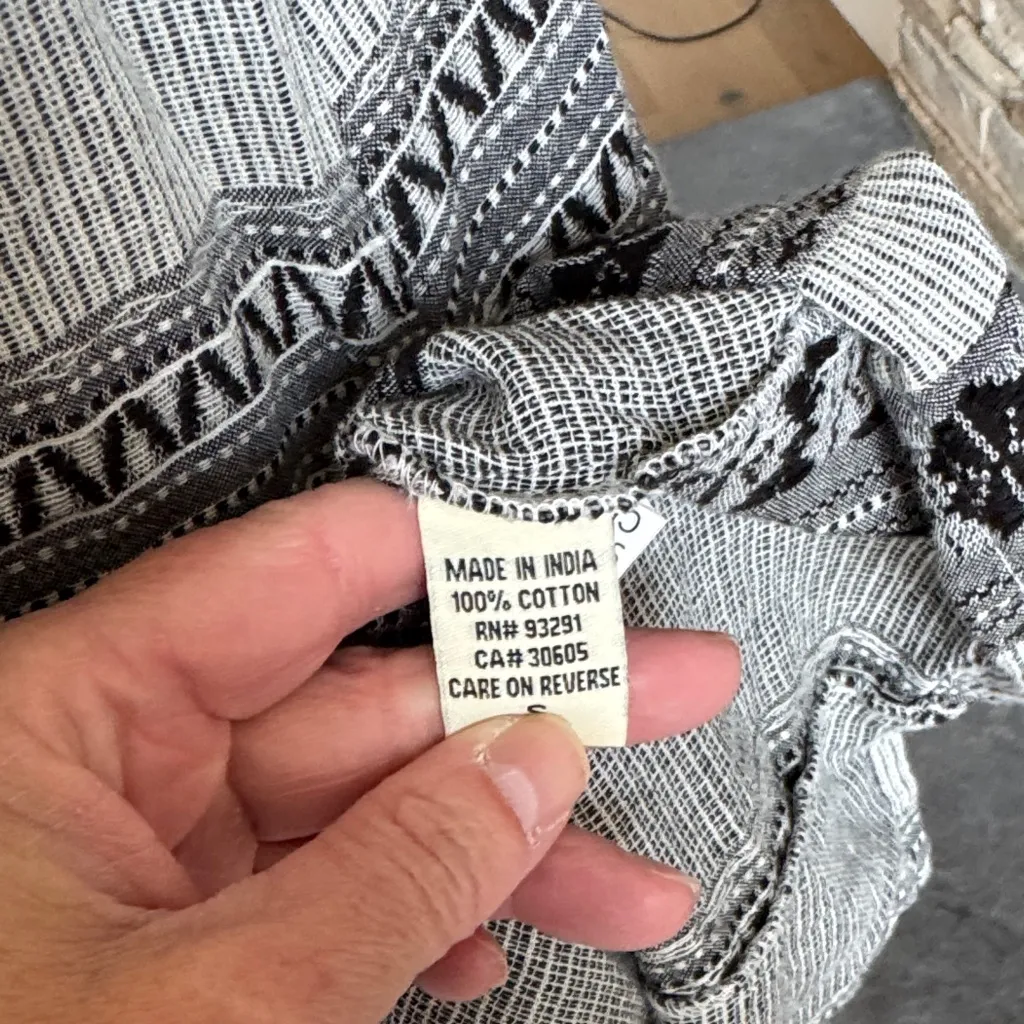 MADE IN INDIA
100% COTTON
RN# 93291
CA# 30605
CARE ON REVERSE